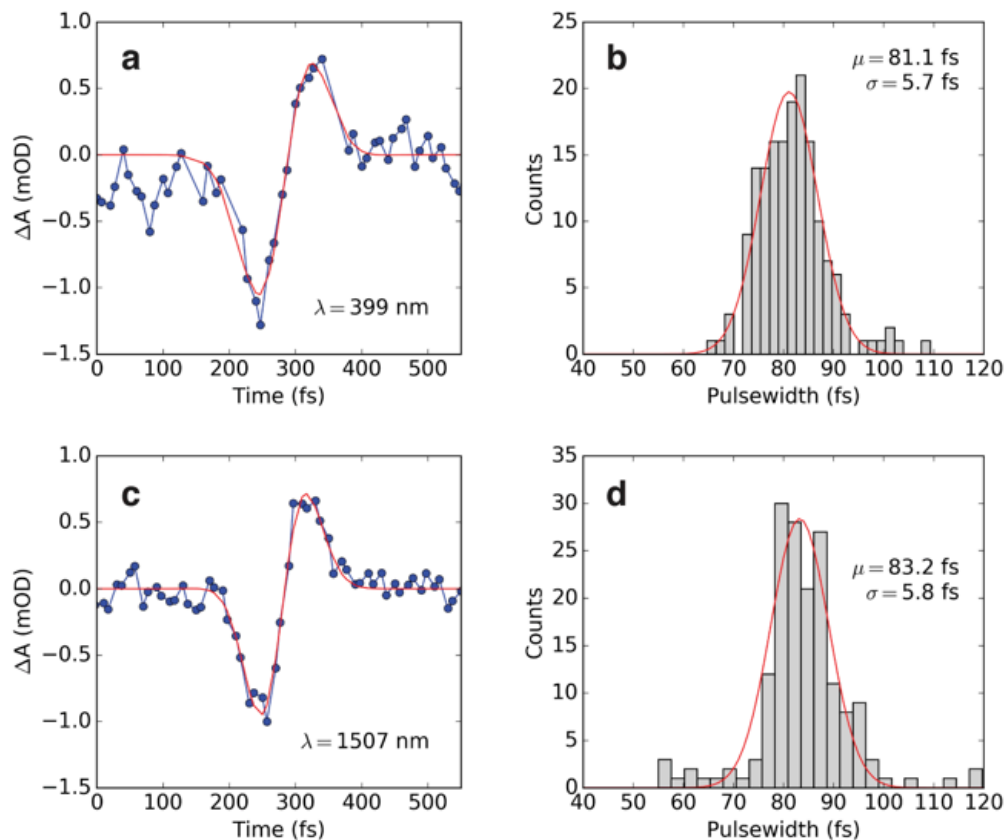 a
ΔA (mOD)
1.0
0.5
0.0
−0.5
−1.0
−1.5
λ = 399 nm
0 100 200 300 400 500
Time (fs)
b
μ = 81.1 fs
σ = 5.7 fs
Counts
25
20
15
10
5
0
40 50 60 70 80 90 100 110 120
Pulsewidth (fs)
c
ΔA (mOD)
1.0
0.5
0.0
−0.5
−1.0
−1.5
λ = 1507 nm
0 100 200 300 400 500
Time (fs)
d
μ = 83.2 fs
σ = 5.8 fs
Counts
35
30
25
20
15
10
5
0
40 50 60 70 80 90 100 110 120
Pulsewidth (fs)